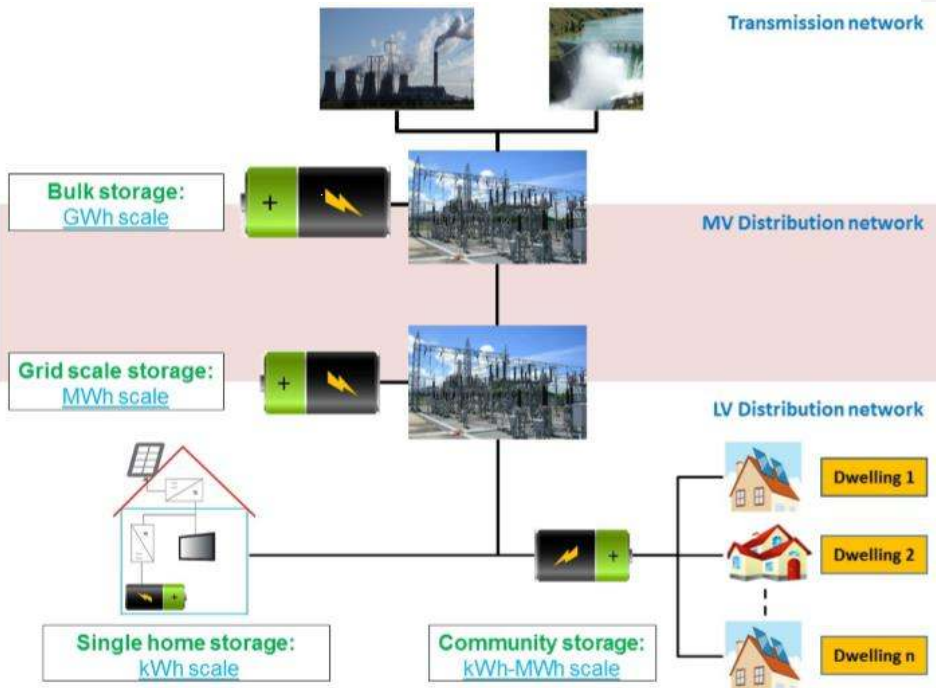 Transmission network
Bulk storage:
GWh scale
MV Distribution network
Grid scale storage:
MWh scale
LV Distribution network
Dwelling 1
Dwelling 2
Dwelling n
Single home storage:
kWh scale
Community storage:
kWh-MWh scale